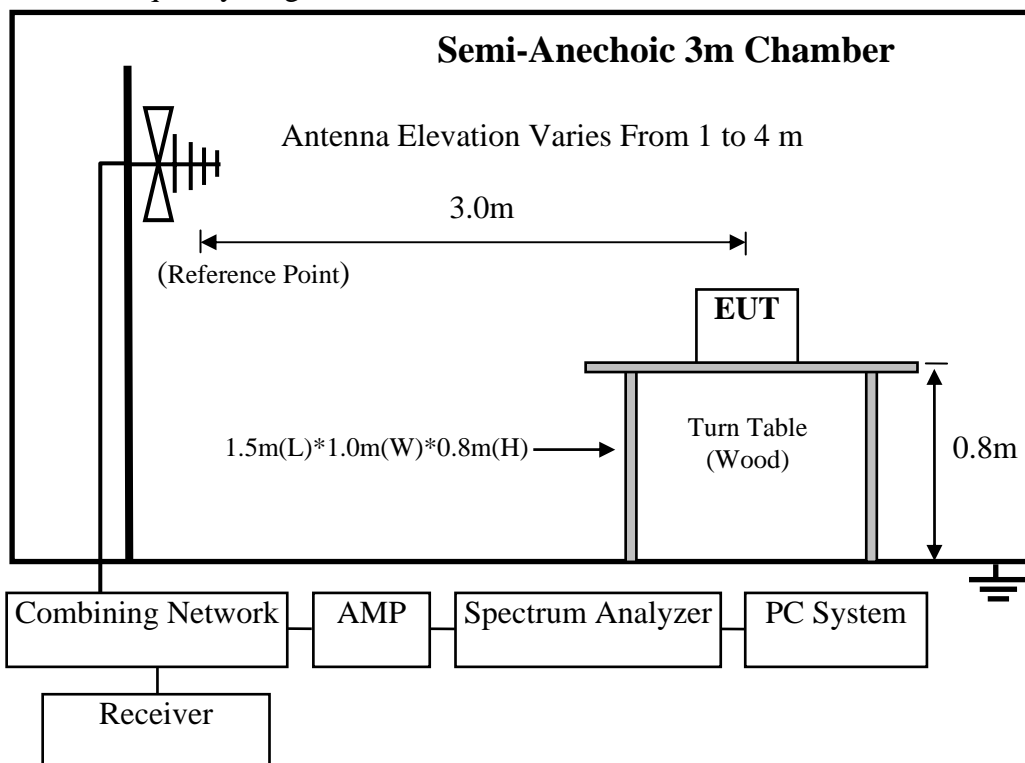 Semi-Anechoic 3m Chamber
Antenna Elevation Varies From 1 to 4 m
3.0m
(Reference Point)
EUT
1.5m(L)*1.0m(W)*0.8m(H)
Turn Table
(Wood)
0.8m
Combining Network
AMP
Spectrum Analyzer
PC System
Receiver